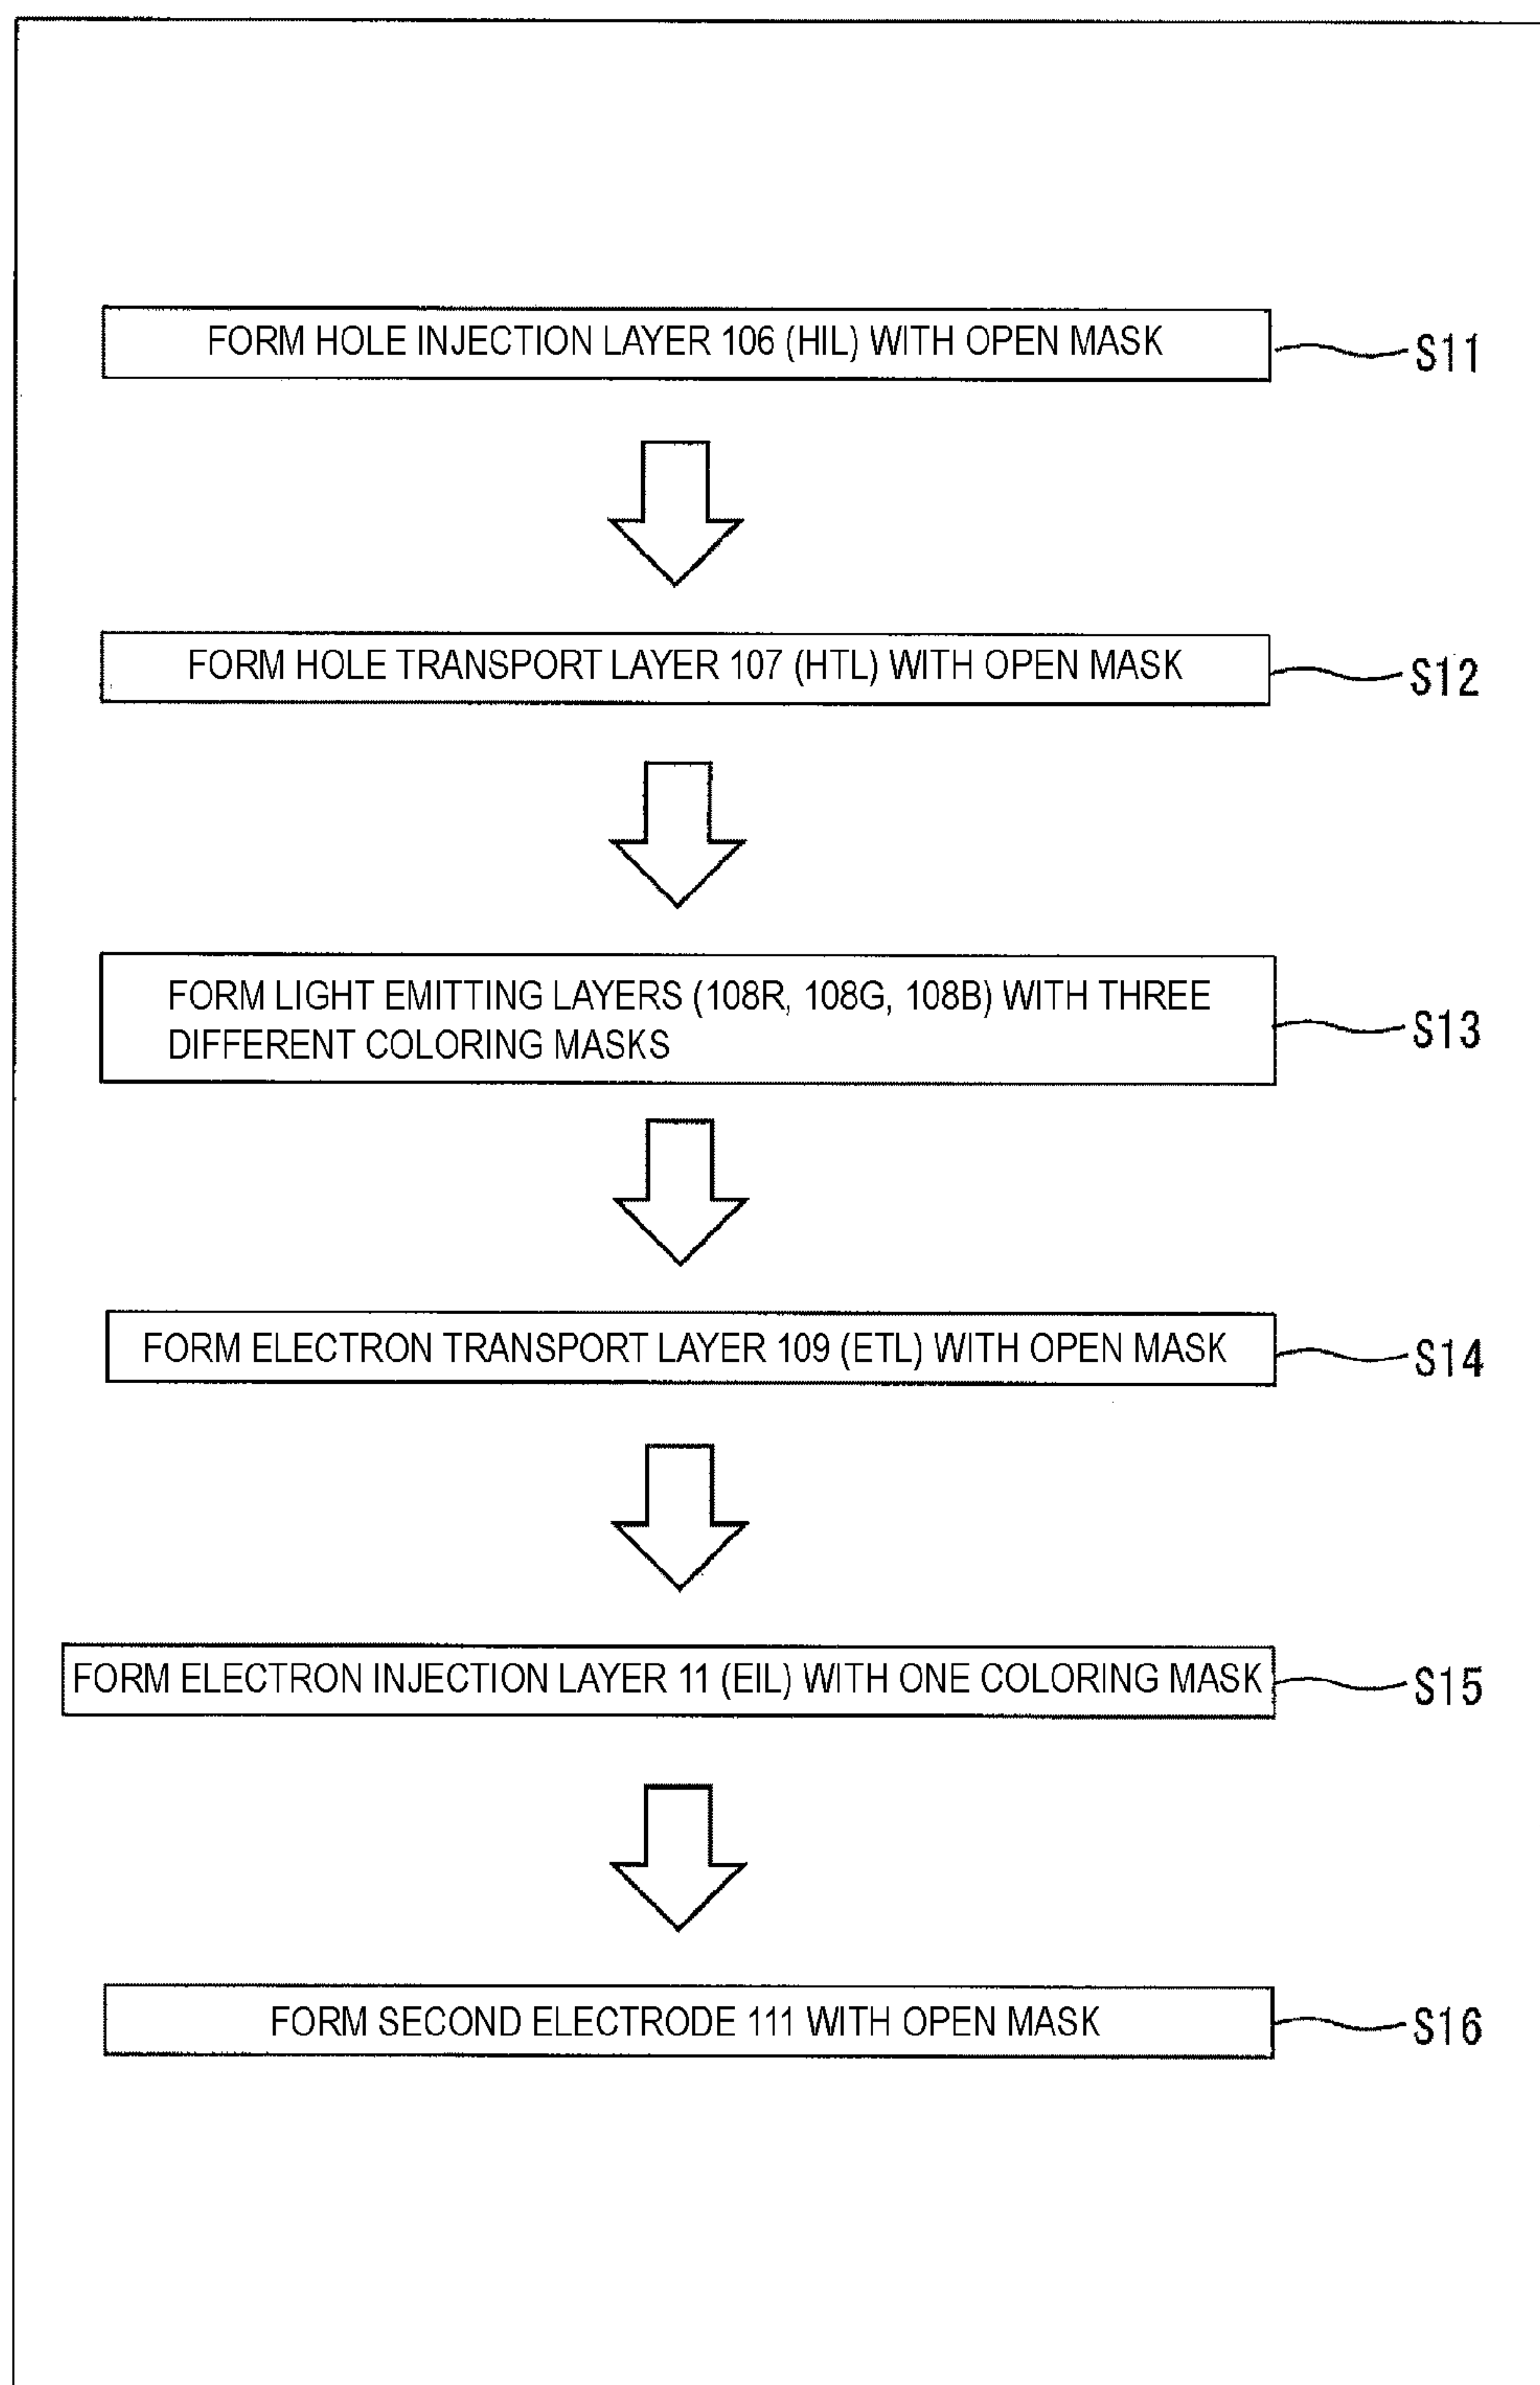 FORM HOLE INJECTION LAYER 106 (HIL) WITH OPEN MASK
S11
FORM HOLE TRANSPORT LAYER 107 (HTL) WITH OPEN MASK
S12
FORM LIGHT EMITTING LAYERS (108R, 108G, 108B) WITH THREE
DIFFERENT COLORING MASKS
S13
FORM ELECTRON TRANSPORT LAYER 109 (ETL) WITH OPEN MASK
S14
FORM ELECTRON INJECTION LAYER 11 (EIL) WITH ONE COLORING MASK
S15
FORM SECOND ELECTRODE 111 WITH OPEN MASK
S16